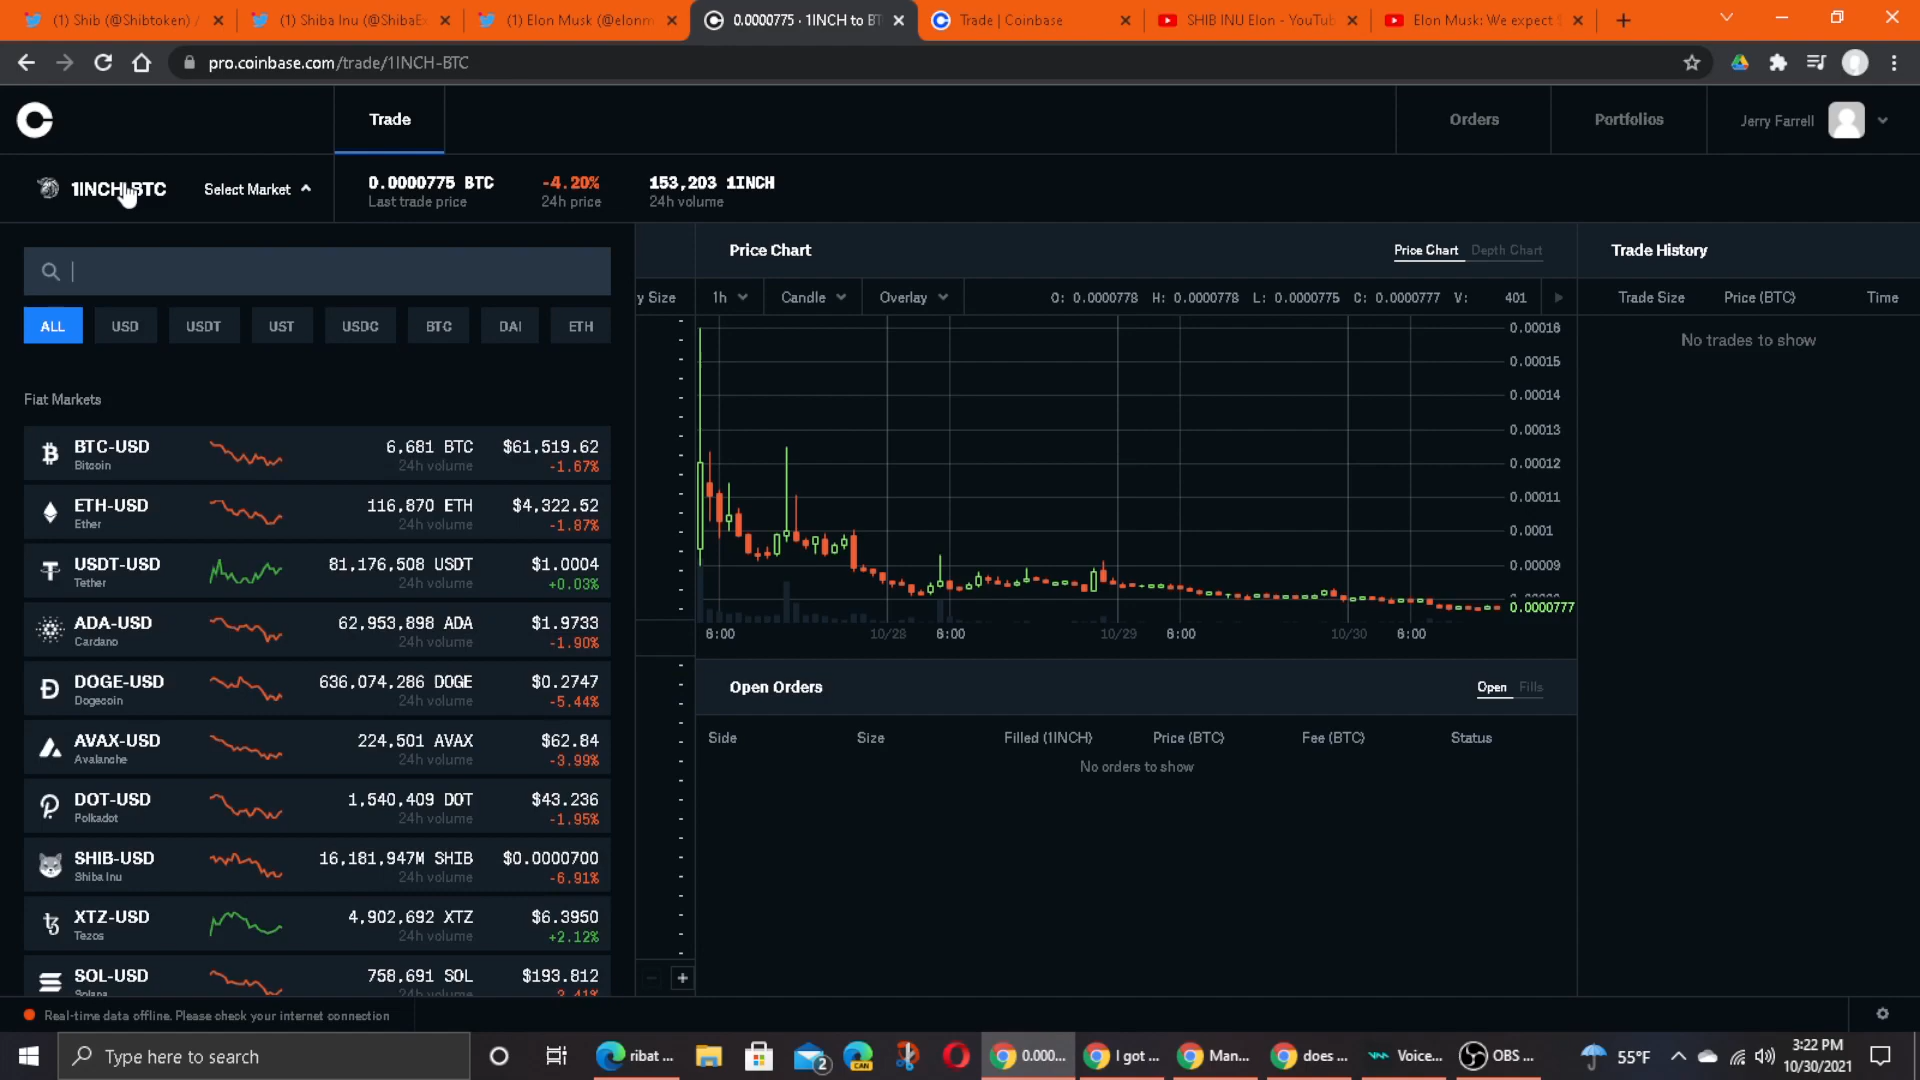 (1) Shib (@Shibtoken) /
(1) Shiba Inu (@ShibaEx
(1) Elon Musk (@elonm
0.0000775 · 1INCH to BT
Trade | Coinbase
SHIB INU Elon - YouTub
Elon Musk: We expect
pro.coinbase.com/trade/1INCH-BTC
Trade
Orders
Portfolios
Jerry Farrell
1INCH-BTC
Select Market
0.0000775 BTC
Last trade price
-4.20%
24h price
153,203 1INCH
24h volume
ALL
USD
USDT
UST
USDC
BTC
DAI
ETH
Fiat Markets
BTC-USD 6,681 BTC $61,519.62
Bitcoin 24h volume -1.67%
ETH-USD 116,870 ETH $4,322.52
Ether 24h volume -1.87%
USDT-USD 81,176,508 USDT $1.0004
Tether 24h volume +0.03%
ADA-USD 62,953,898 ADA $1.9733
Cardano 24h volume -1.90%
DOGE-USD 636,074,286 DOGE $0.2747
Dogecoin 24h volume -5.44%
AVAX-USD 224,501 AVAX $62.84
Avalanche 24h volume -3.99%
DOT-USD 1,540,409 DOT $43.236
Polkadot 24h volume -1.95%
SHIB-USD 16,181,947M SHIB $0.0000700
Shiba Inu 24h volume -6.91%
XTZ-USD 4,902,692 XTZ $6.3950
Tezos 24h volume +2.12%
SOL-USD 758,691 SOL $193.812
Solana 24h volume -3.41%
y Size
Price Chart
Price Chart Depth Chart
1h Candle Overlay
O: 0.0000778 H: 0.0000778 L: 0.0000775 C: 0.0000777 V: 401
0.00016
0.00015
0.00014
0.00013
0.00012
0.00011
0.0001
0.00009
0.0000777
6:00 10/28 6:00 10/29 6:00 10/30 6:00
Open Orders
Open Fills
Side Size Filled (1INCH) Price (BTC) Fee (BTC) Status
No orders to show
Trade History
Trade Size Price (BTC) Time
No trades to show
Real-time data offline. Please check your internet connection
Type here to search
ribat ...
2
CAN
0.000...
I got ...
Man...
does ...
Voice...
OBS ...
55°F
3:22 PM
10/30/2021